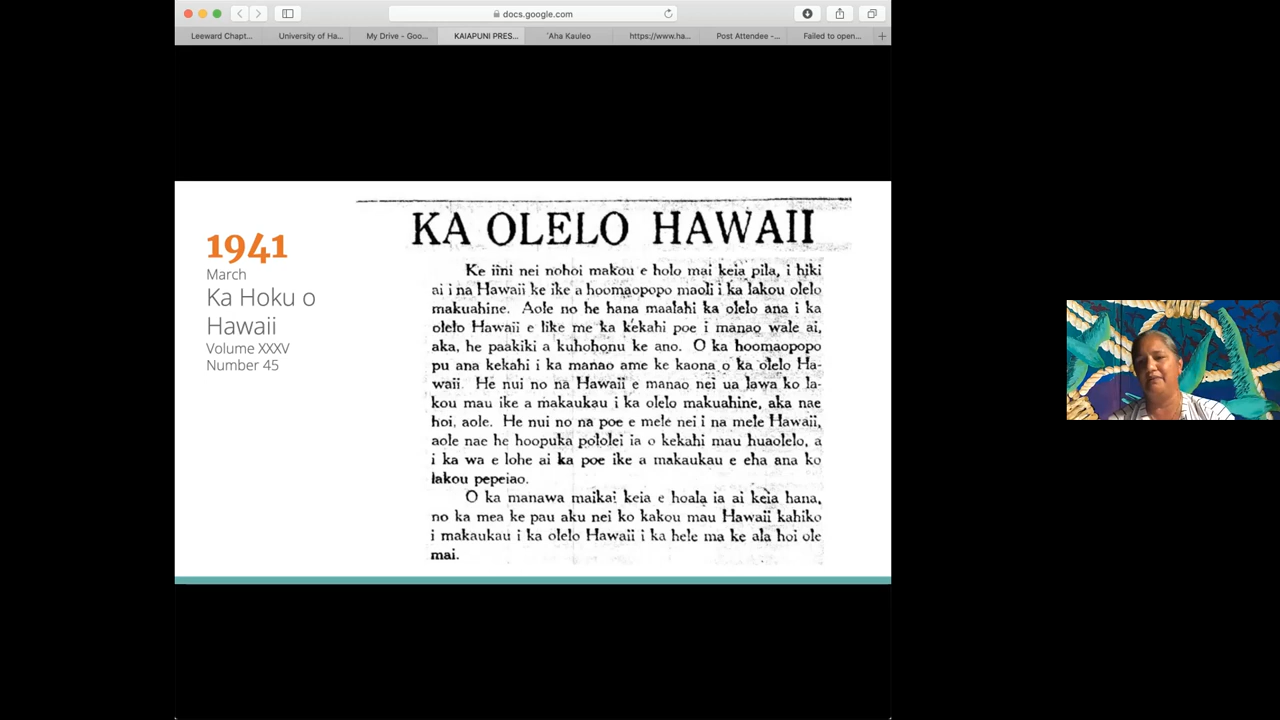 docs.google.com
Leeward Chapt...
University of Ha...
My Drive - Goo...
KAIAPUNI PRES...
'Aha Kauleo
https://www.ha...
Post Attendee -...
Failed to open...
1941
March
Ka Hoku o
Hawaii
Volume XXXV
Number 45
KA OLELO HAWAII
Ke iini nei nohoi makou e holo mai keia pila, i hiki
ai i na Hawaii ke ike a hoomaopopo maoli i ka lakou olelo
makuahine. Aole no he hana maalahi ka olelo ana i ka
olelo Hawaii e like me ka kekahi poe i manao wale ai,
aka, he paakiki a kuhohonu ke ano. O ka hoomaopopo
pu ana kekahi i ka manao ame ke kaona o ka olelo Ha-
waii. He nui no na Hawaii e manao nei ua lawa ko la-
kou mau ike a makaukau i ka olelo makuahine, aka nae
hoi, aole. He nui no na poe e mele nei i na mele Hawaii,
aole nae he hoopuka pololei ia o kekahi mau huaolelo, a
i ka wa e lohe ai ka poe ike a makaukau e eha ana ko
lakou pepeiao.
O ka manawa maikai keia e hoala ia ai keia hana,
no ka mea ke pau aku nei ko kakou mau Hawaii kahiko
i makaukau i ka olelo Hawaii i ka hele ma ke ala hoi ole
mai.